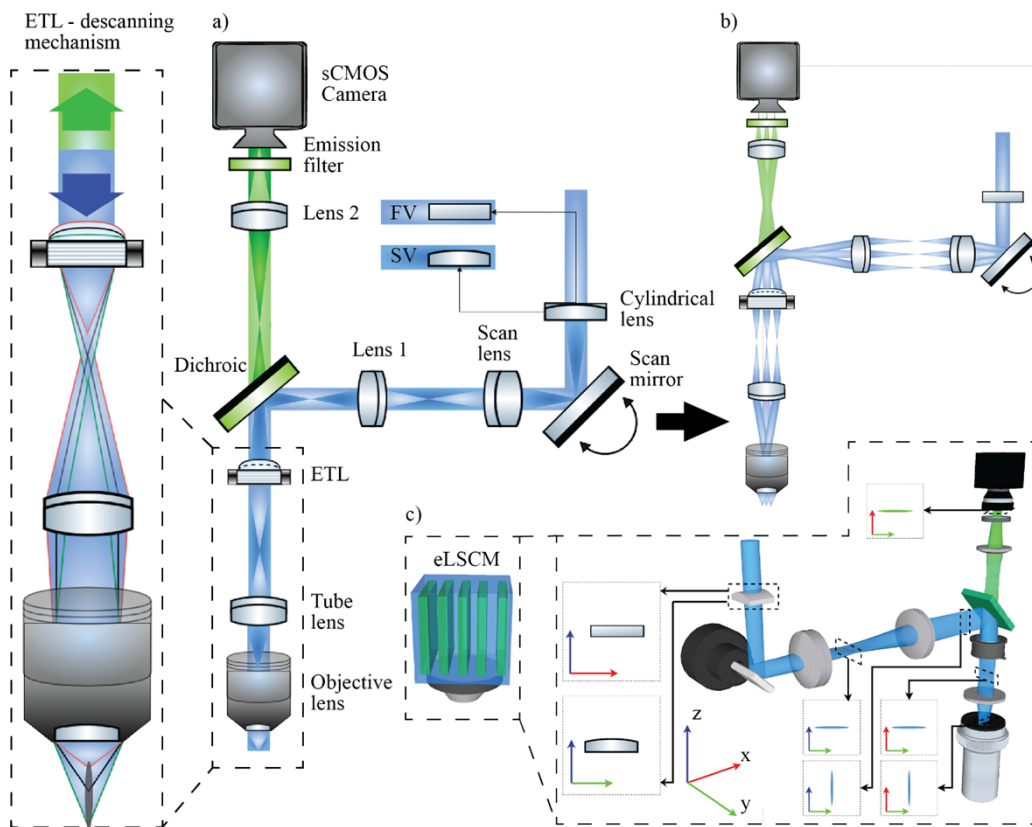 ETL - descanning
mechanism
a)
sCMOS
Camera
Emission
filter
Lens 2
FV
SV
Cylindrical
lens
Dichroic
Lens 1
Scan
lens
Scan
mirror
ETL
Tube
lens
Objective
lens
b)
c)
eLSCM
z
x
y